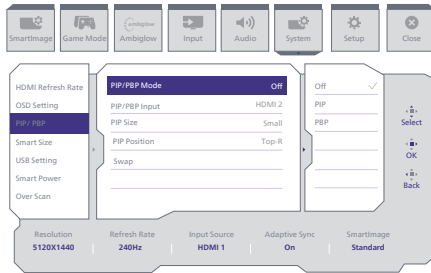 SmartImage
Game Mode
ambiglow
Ambiglow
Input
Audio
System
Setup
Close
HDMI Refresh Rate
OSD Setting
PIP/ PBP
Smart Size
USB Setting
Smart Power
Over Scan
PIP/PBP Mode Off
PIP/PBP Input HDMI 2
PIP Size Small
PIP Position Top-R
Swap
Off
PIP
PBP
Select
OK
Back
Resolution Refresh Rate Input Source Adaptive Sync SmartImage
5120X1440 240Hz HDMI 1 On Standard